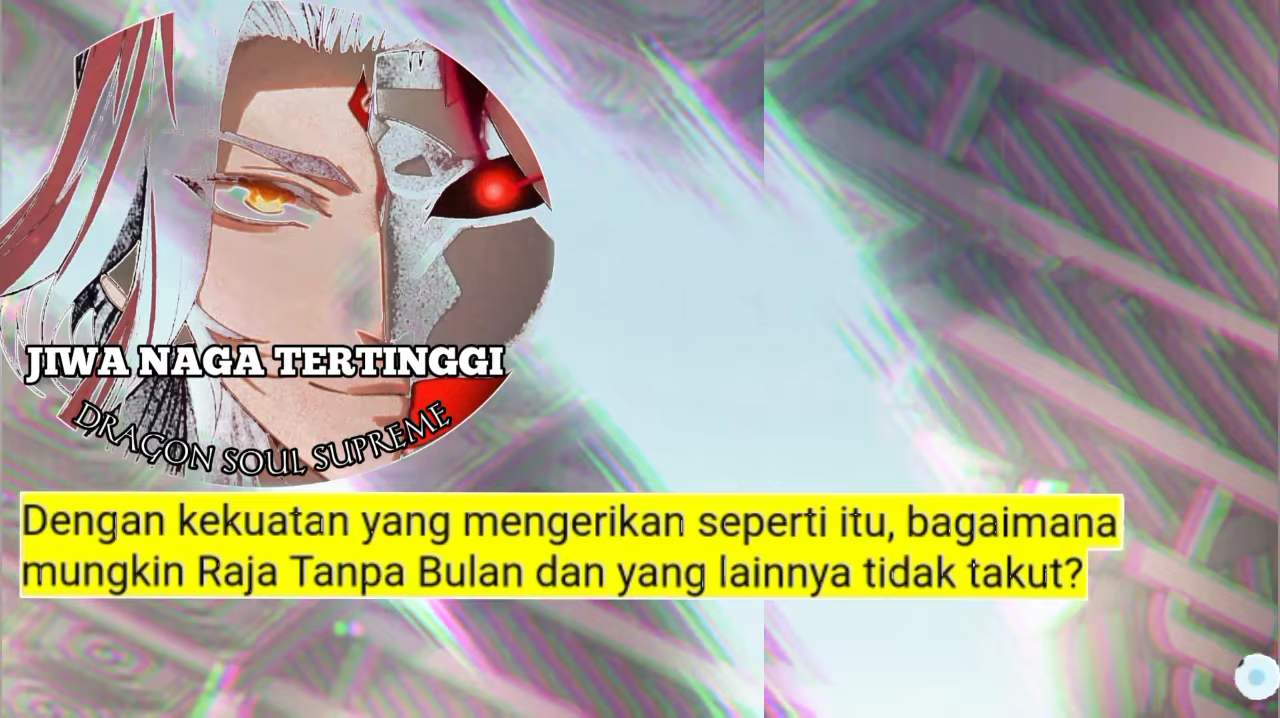 JIWA NAGA TERTINGGI
DRAGON SOUL SUPREME
Dengan kekuatan yang mengerikan seperti itu, bagaimana
mungkin Raja Tanpa Bulan dan yang lainnya tidak takut?